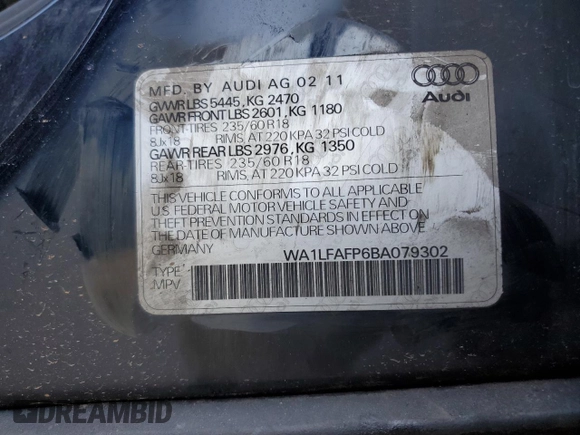 MFD. BY AUDI AG 02 11
GVWR LBS 5445, KG 2470
GAWR FRONT LBS 2601, KG 1180
FRONT-TIRES 235/60 R18
8Jx18 RIMS, AT 220 KPA 32 PSI COLD
GAWR REAR LBS 2976, KG 1350
REAR-TIRES 235/60 R18
8Jx18 RIMS, AT 220 KPA 32 PSI COLD
THIS VEHICLE CONFORMS TO ALL APPLICABLE
U.S. FEDERAL MOTOR VEHICLE SAFETY AND
THEFT PREVENTION STANDARDS IN EFFECT ON
THE DATE OF MANUFACTURE SHOWN ABOVE.
GERMANY WA1LFAFP6BA079302
TYPE:
MPV
Audi
DREAMBID